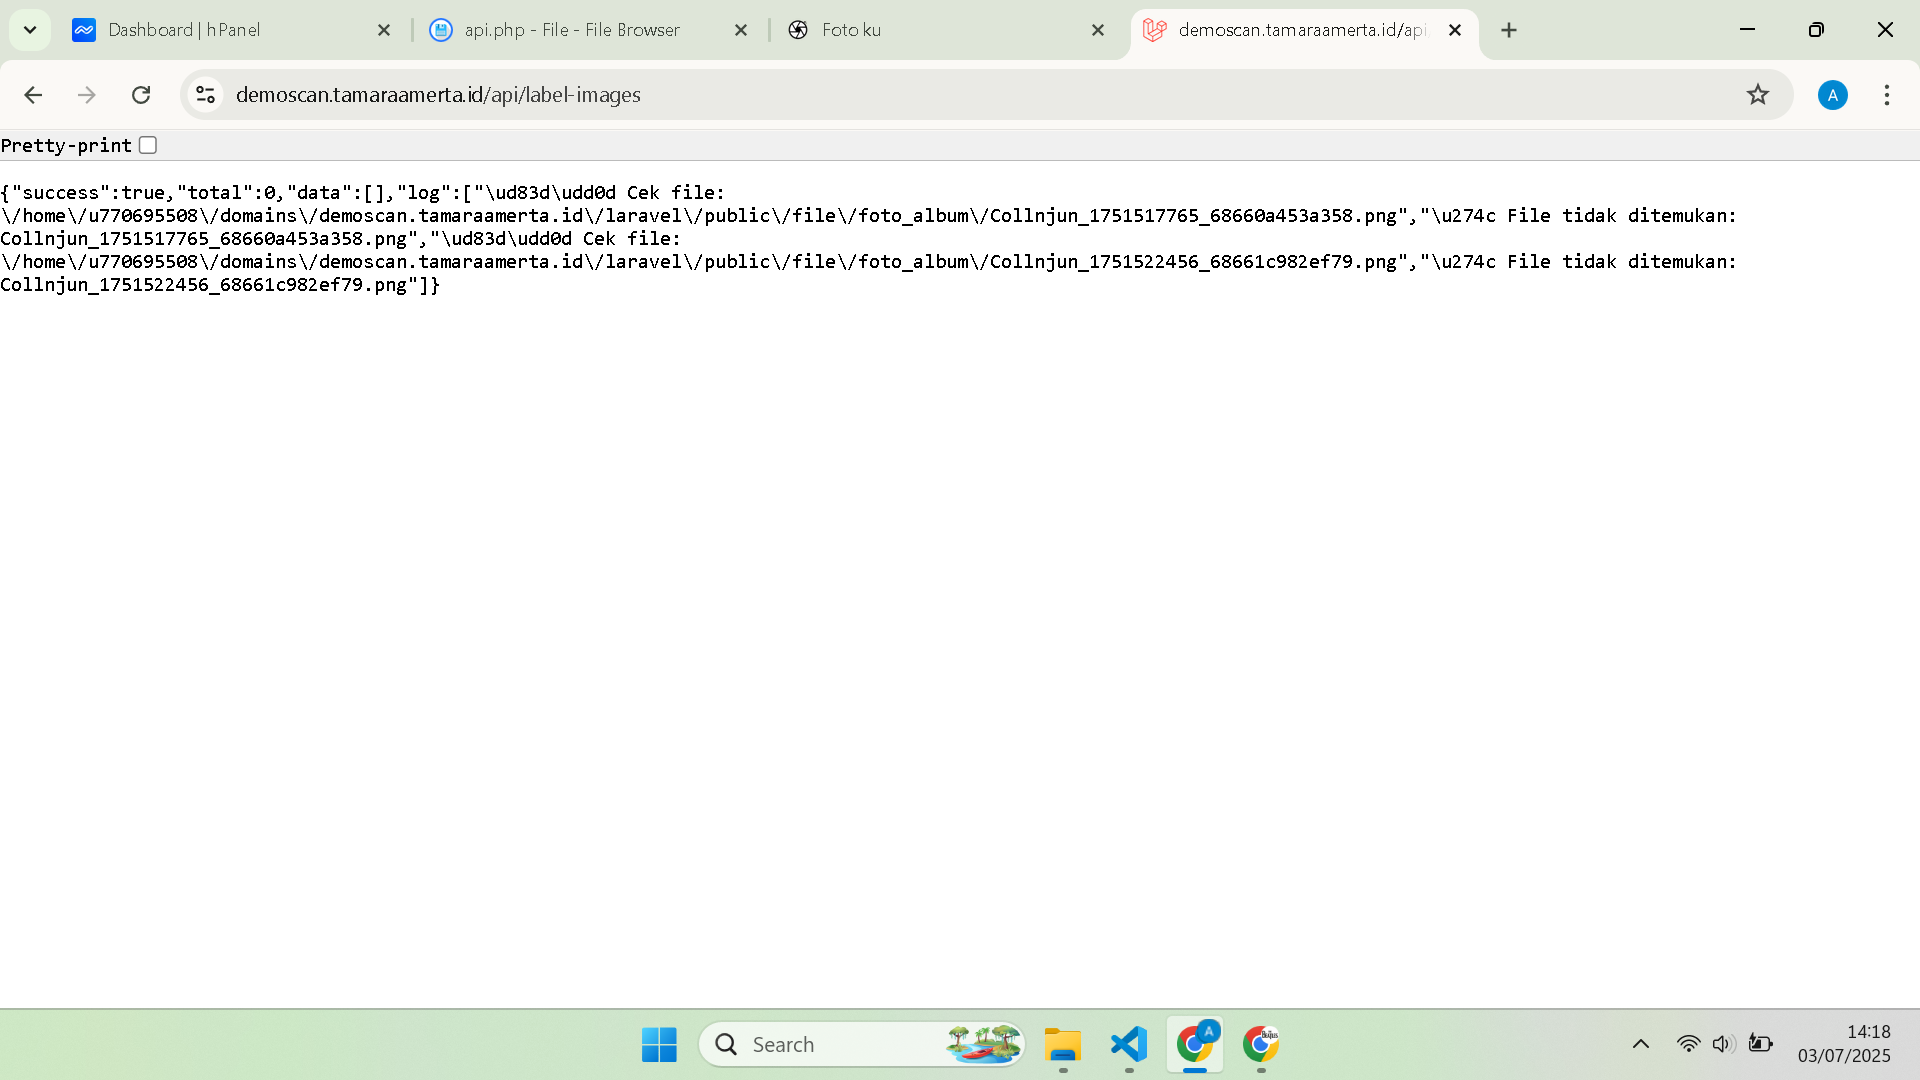 Dashboard | hPanel
api.php - File - File Browser
Foto ku
demoscan.tamaraamerta.id/api
demoscan.tamaraamerta.id/api/label-images
A
Pretty-print
{"success":true,"total":0,"data":[],"log":["\ud83d\udd0d Cek file:
\/home\/u770695508\/domains\/demoscan.tamaraamerta.id\/laravel\/public\/file\/foto_album\/Collnjun_1751517765_68660a453a358.png","\u274c File tidak ditemukan:
Collnjun_1751517765_68660a453a358.png","\ud83d\udd0d Cek file:
\/home\/u770695508\/domains\/demoscan.tamaraamerta.id\/laravel\/public\/file\/foto_album\/Collnjun_1751522456_68661c982ef79.png","\u274c File tidak ditemukan:
Collnjun_1751522456_68661c982ef79.png"]}
Search
A
14:18
03/07/2025